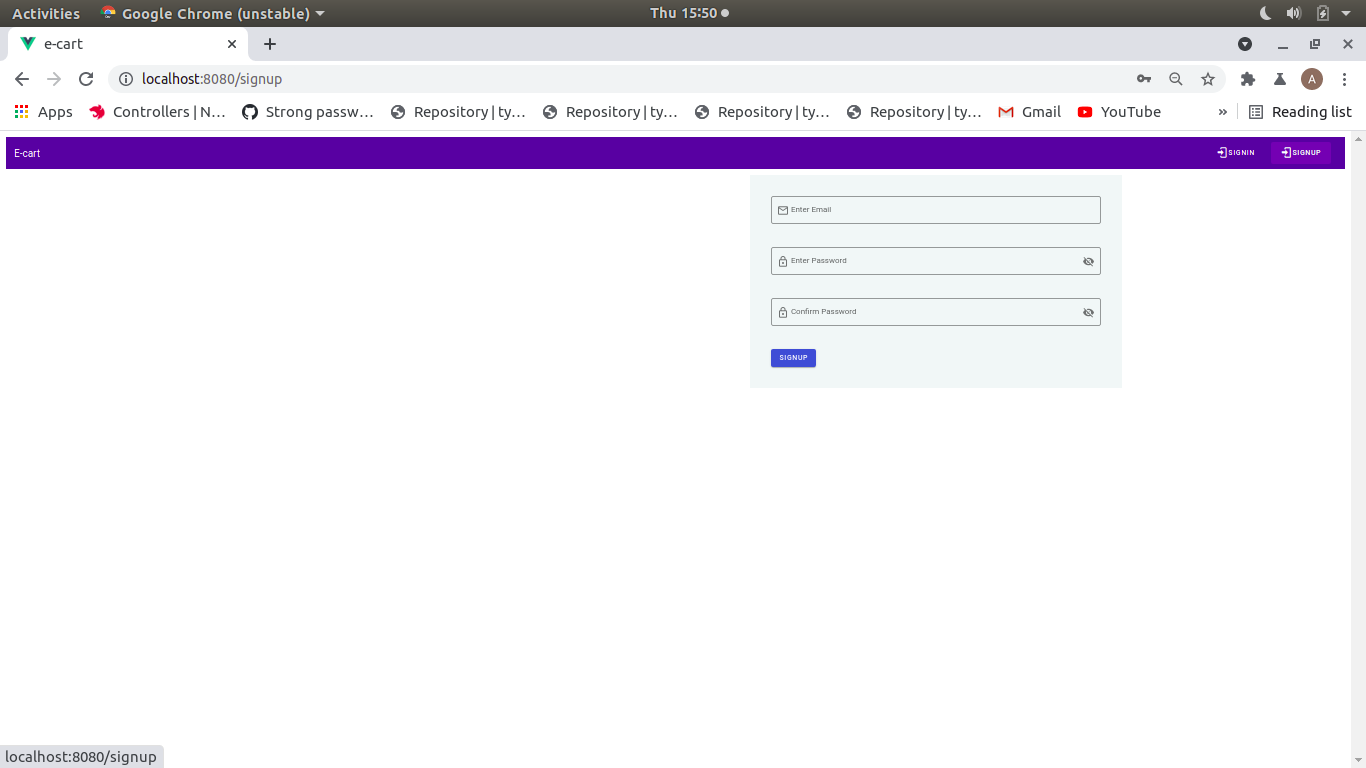 Activities Google Chrome (unstable) Thu 15:50
e-cart
localhost:8080/signup A
Apps Controllers | N... Strong passw... Repository | ty... Repository | ty... Repository | ty... Repository | ty... Gmail YouTube » Reading list
E-cart SIGNIN SIGNUP
Enter Email
Enter Password
Confirm Password
SIGNUP
localhost:8080/signup